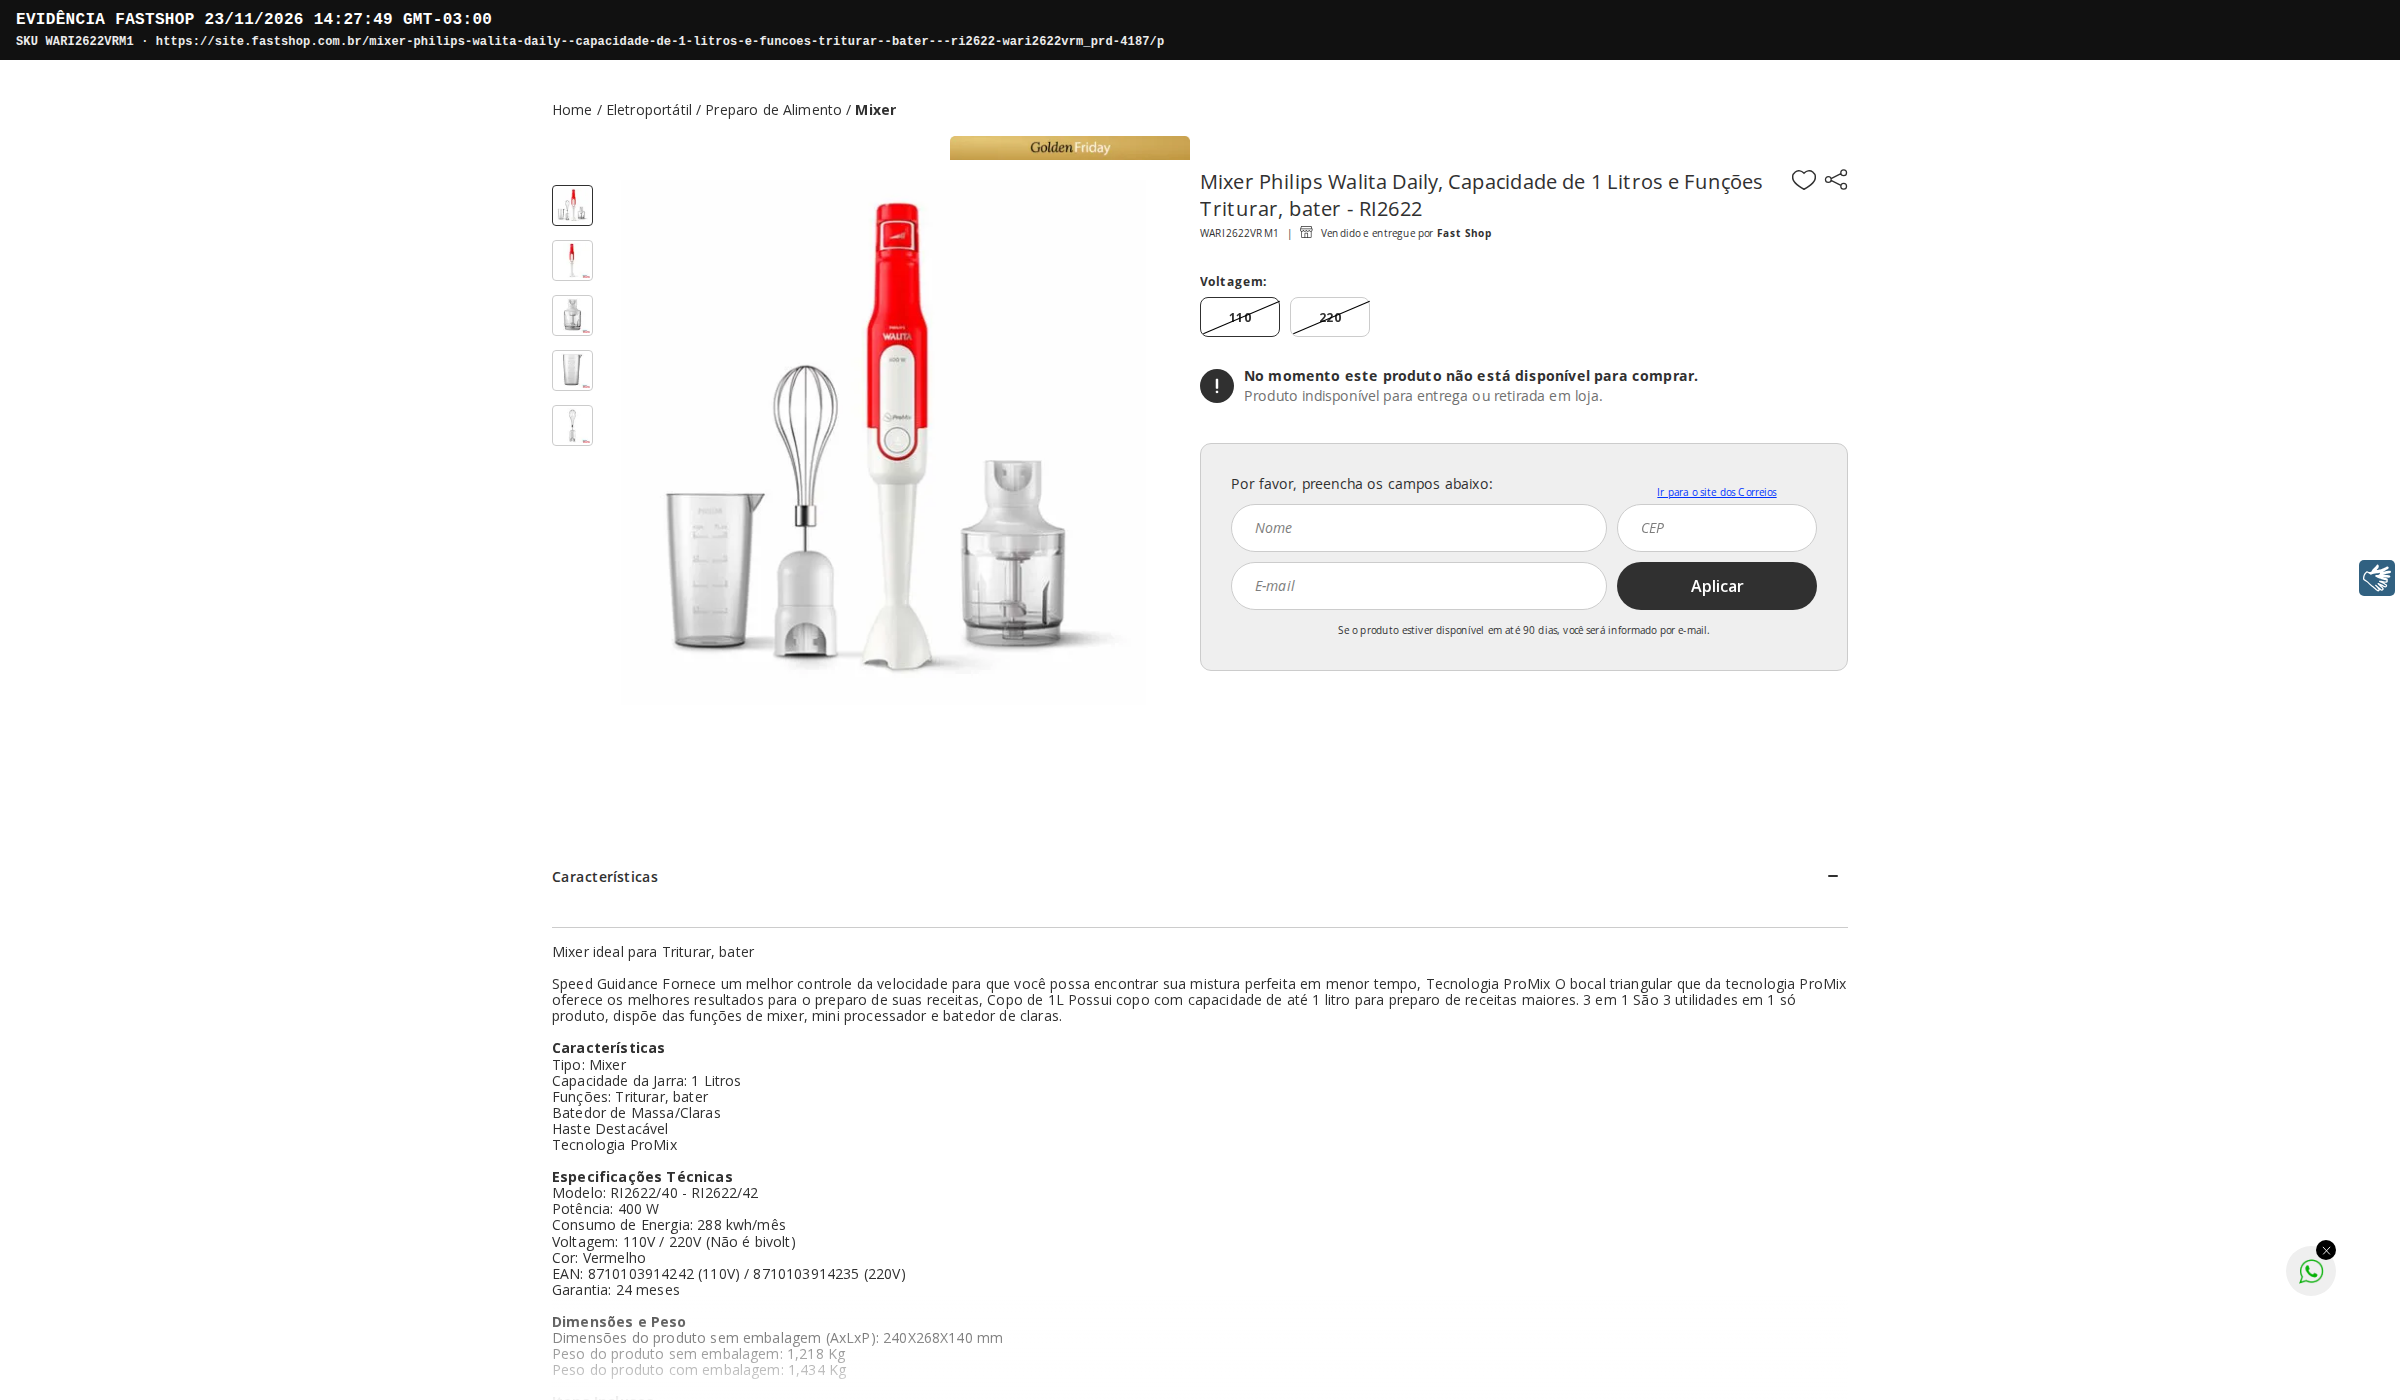 EVIDÊNCIA FASTSHOP 23/11/2026 14:27:49 GMT-03:00
SKU WARI2622VRM1 · https://site.fastshop.com.br/mixer-philips-walita-daily--capacidade-de-1-litros-e-funcoes-triturar--bater---ri2622-wari2622vrm_prd-4187/p
Home / Eletroportátil / Preparo de Alimento / Mixer
Golden Friday
Mixer Philips Walita Daily, Capacidade de 1 Litros e Funções
Triturar, bater - RI2622
WARI2622VRM1 | Vendido e entregue por Fast Shop
Voltagem:
110 220
No momento este produto não está disponível para comprar.
Produto indisponível para entrega ou retirada em loja.
Por favor, preencha os campos abaixo:
Ir para o site dos Correios
Nome CEP
E-mail Aplicar
Se o produto estiver disponível em até 90 dias, você será informado por e-mail.
WALITA
400 W
ProMix
Características
Mixer ideal para Triturar, bater
Speed Guidance Fornece um melhor controle da velocidade para que você possa encontrar sua mistura perfeita em menor tempo, Tecnologia ProMix O bocal triangular que da tecnologia ProMix
oferece os melhores resultados para o preparo de suas receitas, Copo de 1L Possui copo com capacidade de até 1 litro para preparo de receitas maiores. 3 em 1 São 3 utilidades em 1 só
produto, dispõe das funções de mixer, mini processador e batedor de claras.
Características
Tipo: Mixer
Capacidade da Jarra: 1 Litros
Funções: Triturar, bater
Batedor de Massa/Claras
Haste Destacável
Tecnologia ProMix
Especificações Técnicas
Modelo: RI2622/40 - RI2622/42
Potência: 400 W
Consumo de Energia: 288 kwh/mês
Voltagem: 110V / 220V (Não é bivolt)
Cor: Vermelho
EAN: 8710103914242 (110V) / 8710103914235 (220V)
Garantia: 24 meses
Dimensões e Peso
Dimensões do produto sem embalagem (AxLxP): 240X268X140 mm
Peso do produto sem embalagem: 1,218 Kg
Peso do produto com embalagem: 1,434 Kg